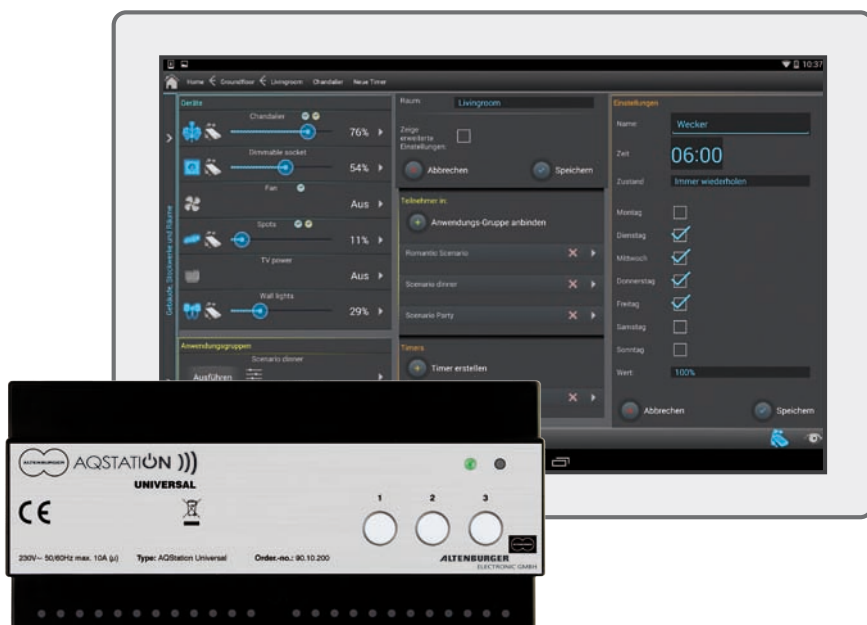 10:37
Home Groundfloor Livingroom Chandalier Neue Timer
Gebäude, Stockwerke und Räume
Geräte
Chandalier
76%
Dimmable socket
54%
Fan
Aus
Spots
11%
TV power
Aus
Wall lights
29%
Anwendungsgruppen
Scenario dinner
Ausführen
Raum: Livingroom
Zeige
erweiterte
Einstellungen:
Abbrechen Speichern
Teilnehmer in:
Anwendungs-Gruppe anbinden
Romantic Scenario
Scenario dinner
Scenario Party
Timers
Timer erstellen
Einstellungen
Name: Wecker
Zeit 06:00
Zustand Immer wiederholen
Montag
Dienstag
Mittwoch
Donnerstag
Freitag
Samstag
Sonntag
Wert: 100%
Abbrechen Speichern
ALTENBURGER AQSTATION )))
UNIVERSAL
CE
1 2 3
230V~ 50/60Hz max. 10A (µ) Type: AQStation Universal Order.-no.: 90.10.200
ALTENBURGER
ELECTRONIC GMBH